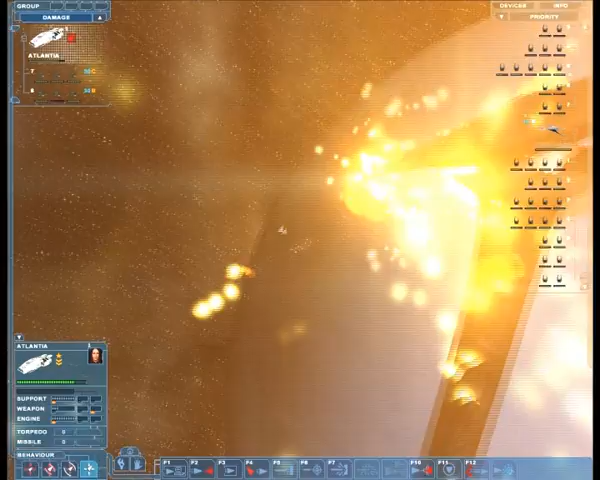 GROUP
DAMAGE
ATLANTIA
DEVICES INFO
PRIORITY
ATLANTIA
SUPPORT
WEAPON
ENGINE
TORPEDO
MISSILE
BEHAVIOUR
F1 F2 F3 F4 F5 F6 F7 F10 F11 F12